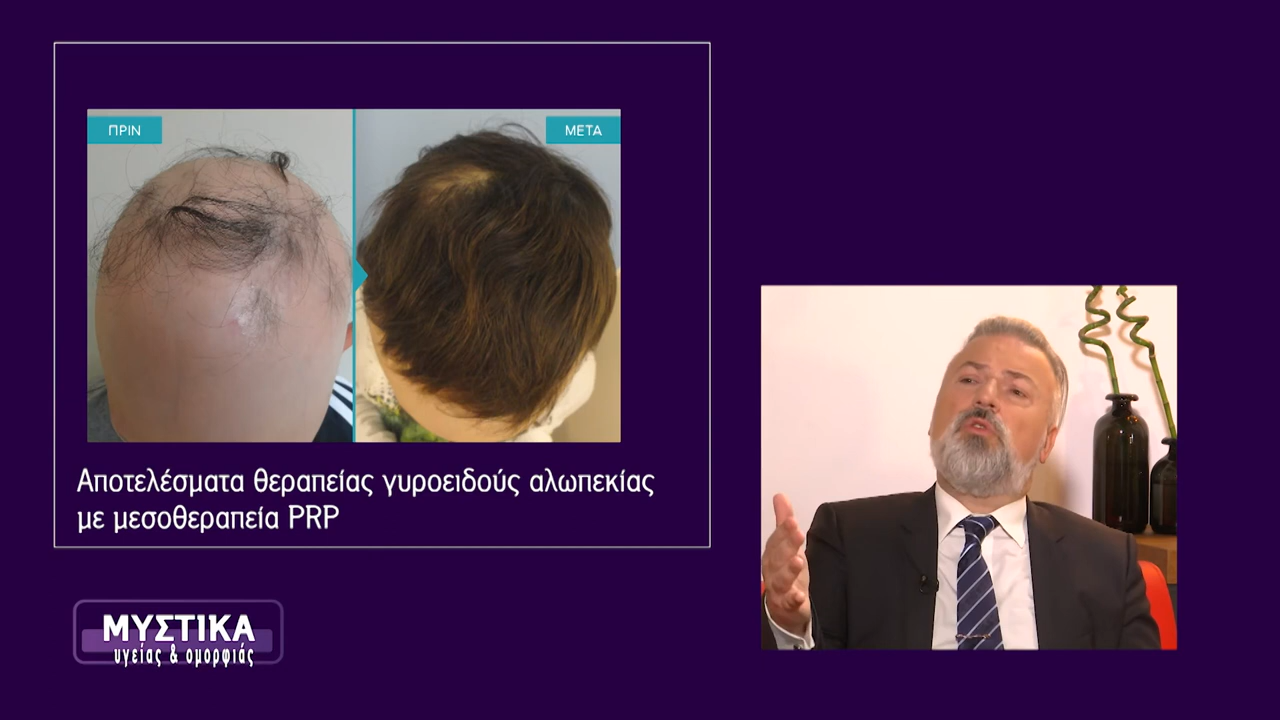 ΠΡΙΝ
ΜΕΤΑ
Αποτελέσματα θεραπείας γυροειδούς αλωπεκίας
με μεσοθεραπεία PRP
ΜΥΣΤΙΚΑ
υγείας & ομορφιάς